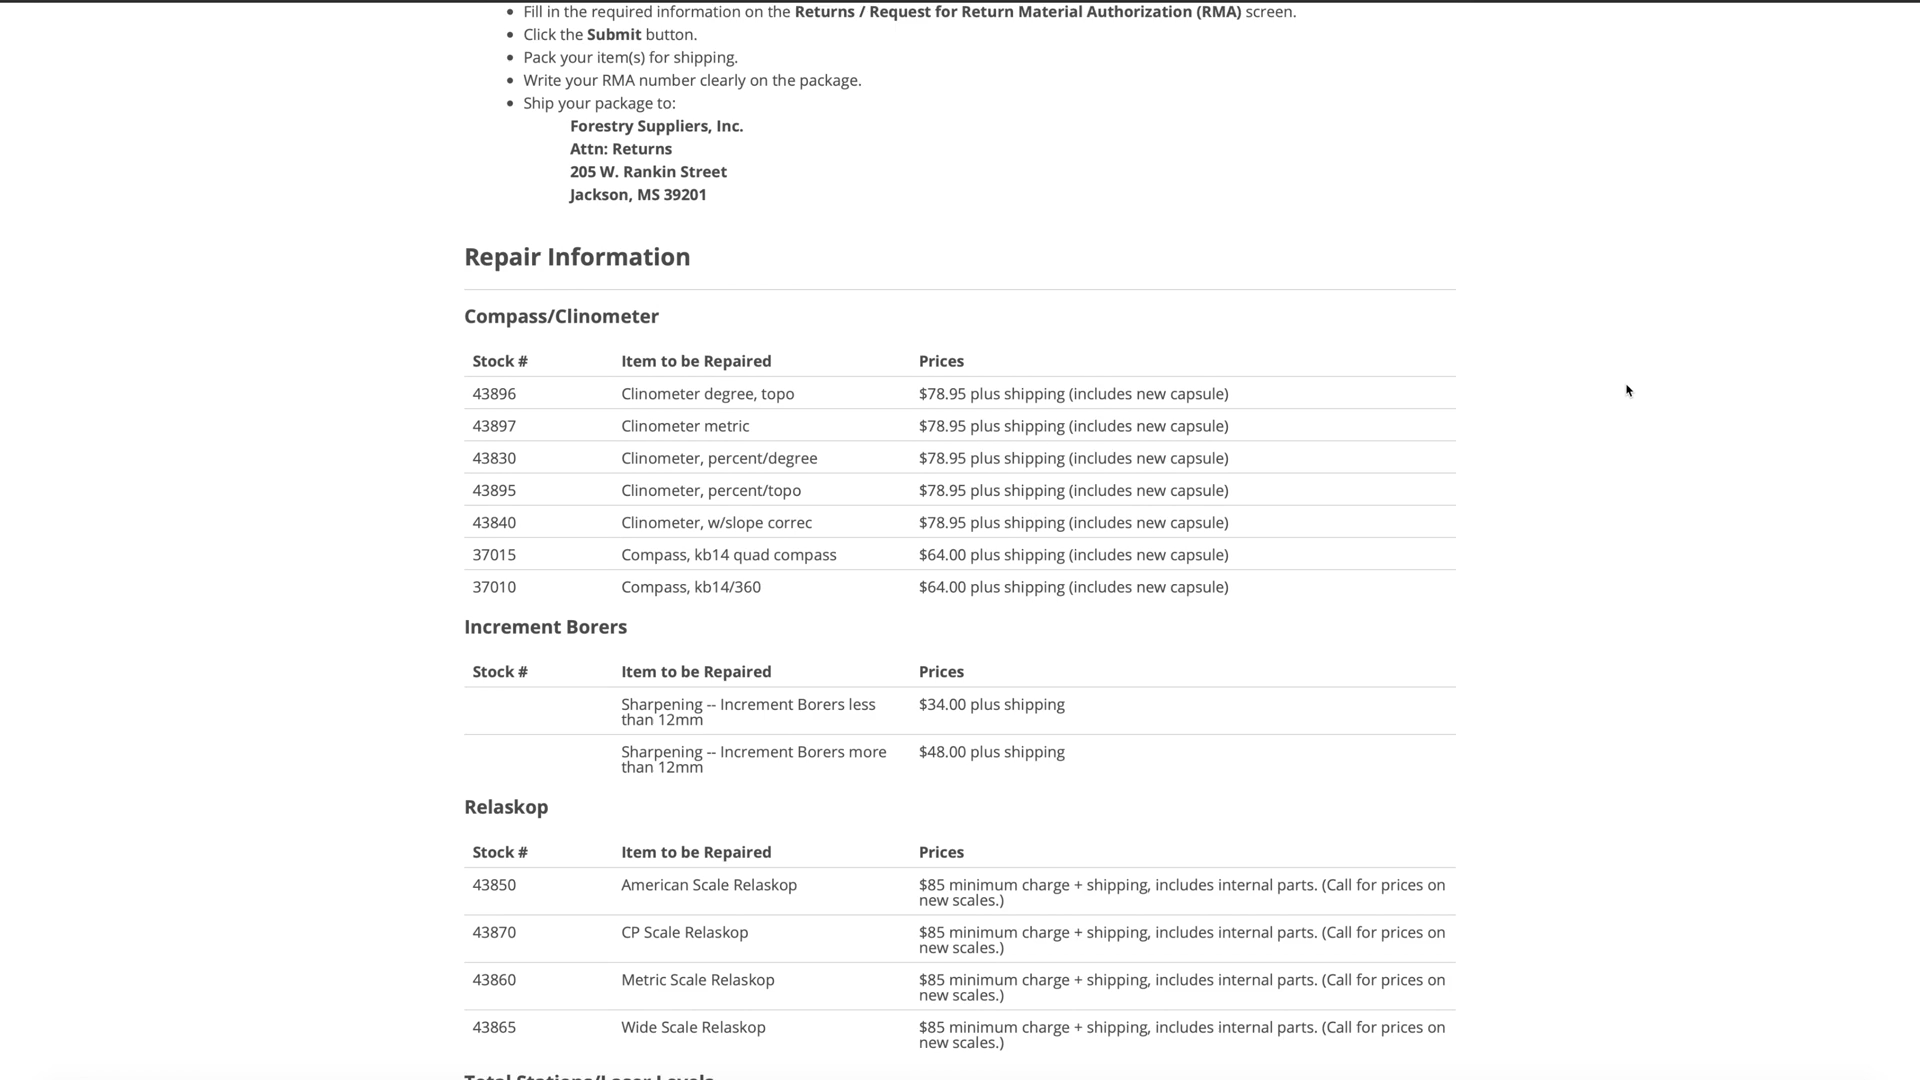 Fill in the required information on the Returns / Request for Return Material Authorization (RMA) screen.
Click the Submit button.
Pack your item(s) for shipping.
Write your RMA number clearly on the package.
Ship your package to:
Forestry Suppliers, Inc.
Attn: Returns
205 W. Rankin Street
Jackson, MS 39201
Repair Information
Compass/Clinometer
Stock # Item to be Repaired Prices
43896 Clinometer degree, topo $78.95 plus shipping (includes new capsule)
43897 Clinometer metric $78.95 plus shipping (includes new capsule)
43830 Clinometer, percent/degree $78.95 plus shipping (includes new capsule)
43895 Clinometer, percent/topo $78.95 plus shipping (includes new capsule)
43840 Clinometer, w/slope correc $78.95 plus shipping (includes new capsule)
37015 Compass, kb14 quad compass $64.00 plus shipping (includes new capsule)
37010 Compass, kb14/360 $64.00 plus shipping (includes new capsule)
Increment Borers
Stock # Item to be Repaired Prices
Sharpening -- Increment Borers less $34.00 plus shipping
than 12mm
Sharpening -- Increment Borers more $48.00 plus shipping
than 12mm
Relaskop
Stock # Item to be Repaired Prices
43850 American Scale Relaskop $85 minimum charge + shipping, includes internal parts. (Call for prices on
new scales.)
43870 CP Scale Relaskop $85 minimum charge + shipping, includes internal parts. (Call for prices on
new scales.)
43860 Metric Scale Relaskop $85 minimum charge + shipping, includes internal parts. (Call for prices on
new scales.)
43865 Wide Scale Relaskop $85 minimum charge + shipping, includes internal parts. (Call for prices on
new scales.)
Total Stations/Laser Levels